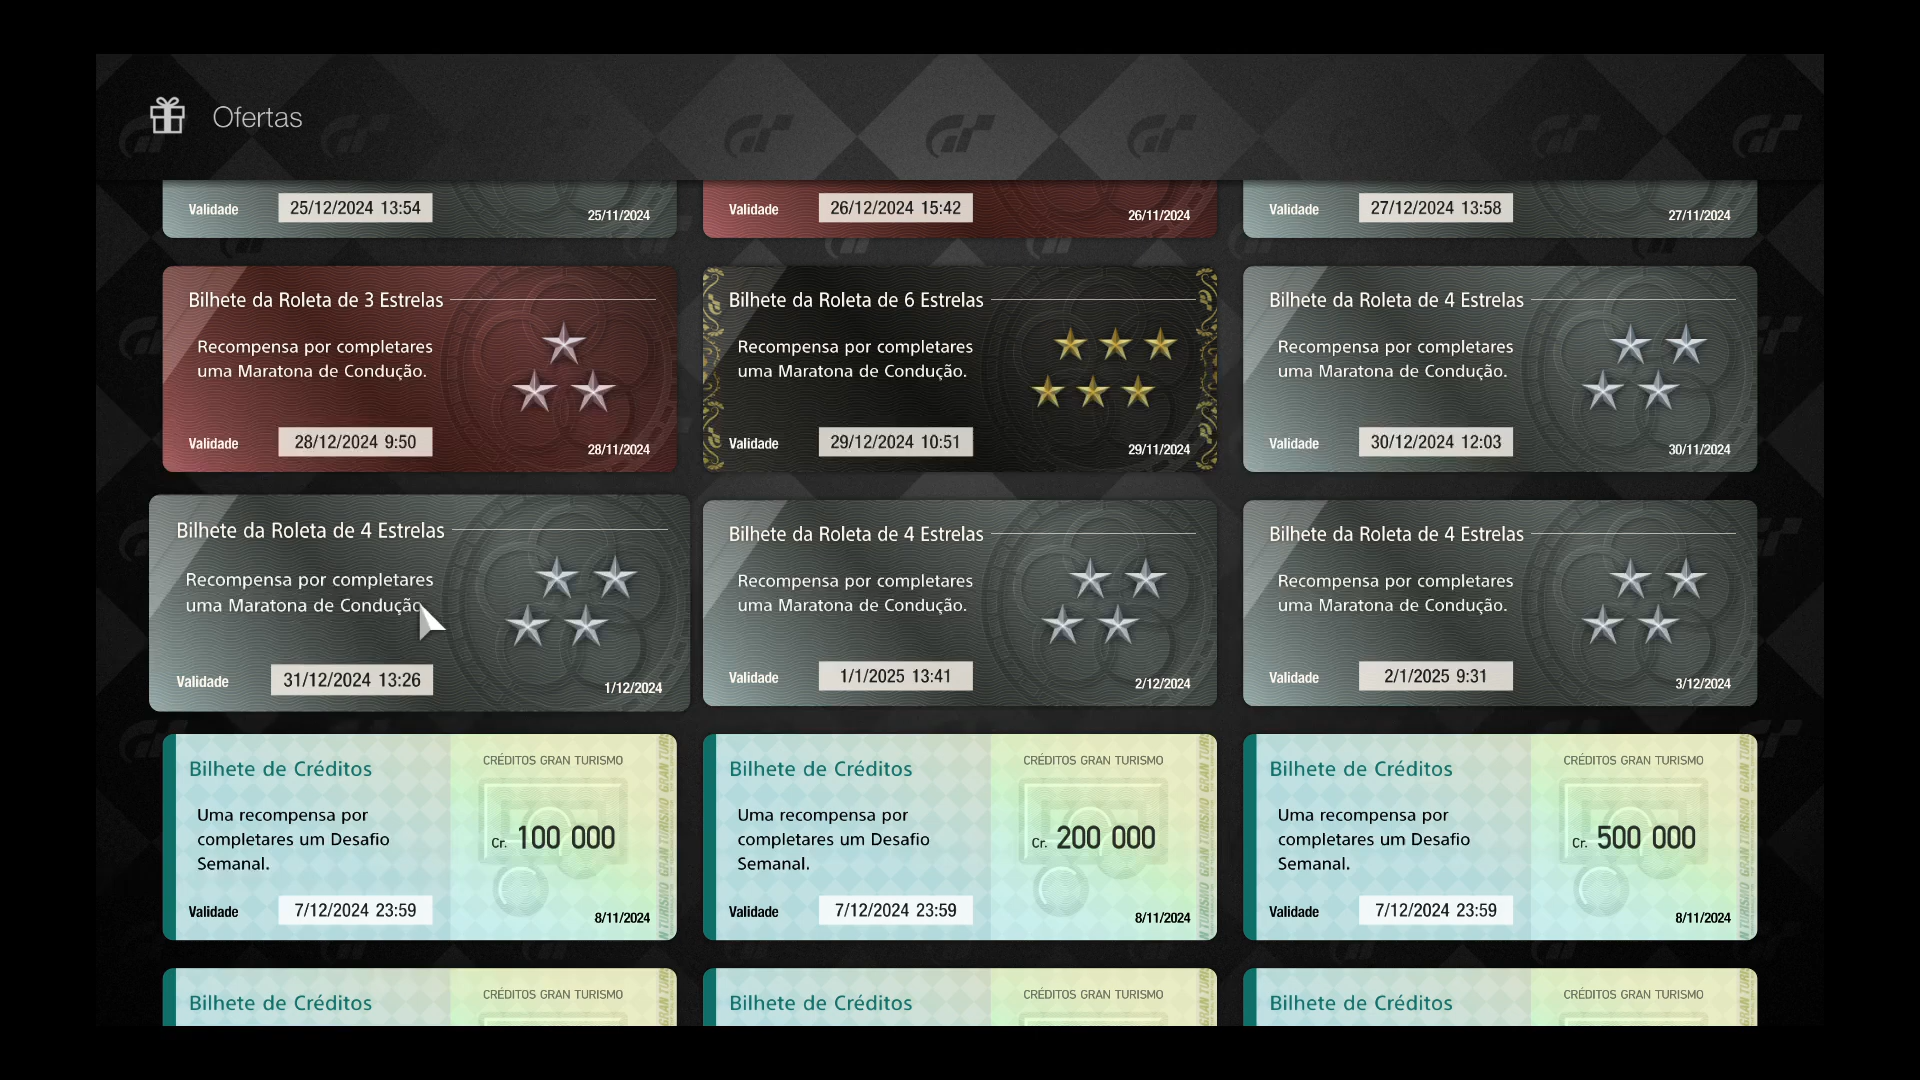 Ofertas
Validade 25/12/2024 13:54 25/11/2024
Validade 26/12/2024 15:42 26/11/2024
Validade 27/12/2024 13:58 27/11/2024
Bilhete da Roleta de 3 Estrelas
Recompensa por completares
uma Maratona de Condução.
Validade 28/12/2024 9:50 28/11/2024
Bilhete da Roleta de 6 Estrelas
Recompensa por completares
uma Maratona de Condução.
Validade 29/12/2024 10:51 29/11/2024
Bilhete da Roleta de 4 Estrelas
Recompensa por completares
uma Maratona de Condução.
Validade 30/12/2024 12:03 30/11/2024
Bilhete da Roleta de 4 Estrelas
Recompensa por completares
uma Maratona de Condução
Validade 31/12/2024 13:26 1/12/2024
Bilhete da Roleta de 4 Estrelas
Recompensa por completares
uma Maratona de Condução.
Validade 1/1/2025 13:41 2/12/2024
Bilhete da Roleta de 4 Estrelas
Recompensa por completares
uma Maratona de Condução.
Validade 2/1/2025 9:31 3/12/2024
Bilhete de Créditos
CRÉDITOS GRAN TURISMO
Uma recompensa por
completares um Desafio
Semanal.
Cr. 100 000
Validade 7/12/2024 23:59 8/11/2024
GRAN TURISMO
Bilhete de Créditos
CRÉDITOS GRAN TURISMO
Uma recompensa por
completares um Desafio
Semanal.
Cr. 200 000
Validade 7/12/2024 23:59 8/11/2024
GRAN TURISMO
Bilhete de Créditos
CRÉDITOS GRAN TURISMO
Uma recompensa por
completares um Desafio
Semanal.
Cr. 500 000
Validade 7/12/2024 23:59 8/11/2024
GRAN TURISMO
Bilhete de Créditos
CRÉDITOS GRAN TURISMO
Bilhete de Créditos
CRÉDITOS GRAN TURISMO
Bilhete de Créditos
CRÉDITOS GRAN TURISMO